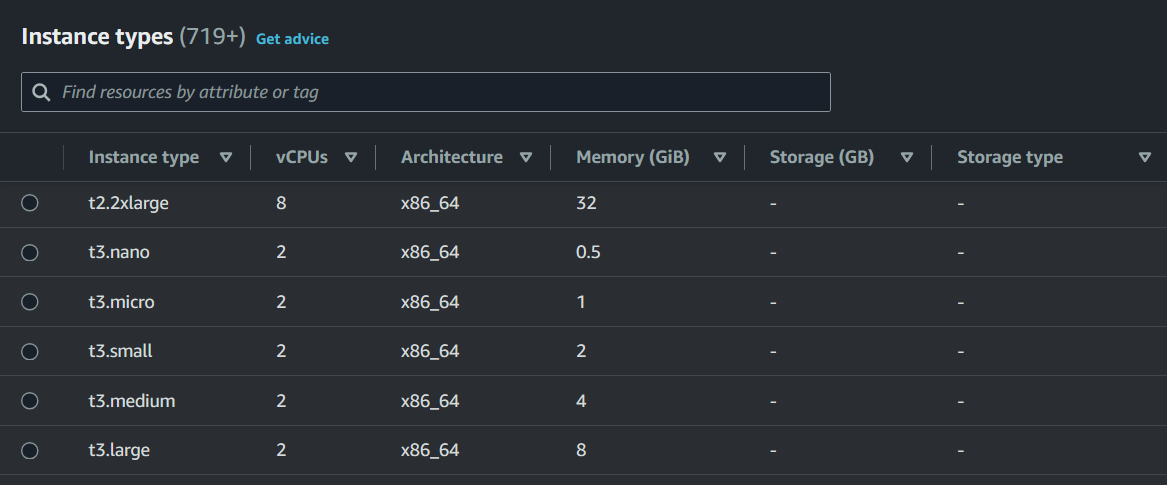 Instance types (719+) Get advice
Find resources by attribute or tag
Instance type vCPUs Architecture Memory (GiB) Storage (GB) Storage type
t2.2xlarge 8 x86_64 32 - -
t3.nano 2 x86_64 0.5 - -
t3.micro 2 x86_64 1 - -
t3.small 2 x86_64 2 - -
t3.medium 2 x86_64 4 - -
t3.large 2 x86_64 8 - -